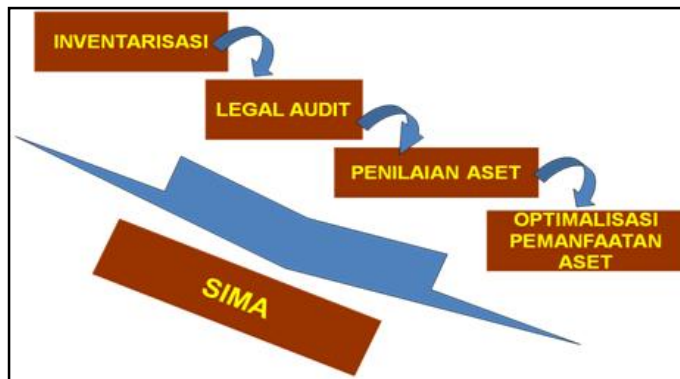 INVENTARISASI
LEGAL AUDIT
PENILAIAN ASET
OPTIMALISASI
PEMANFAATAN
ASET
SIMA